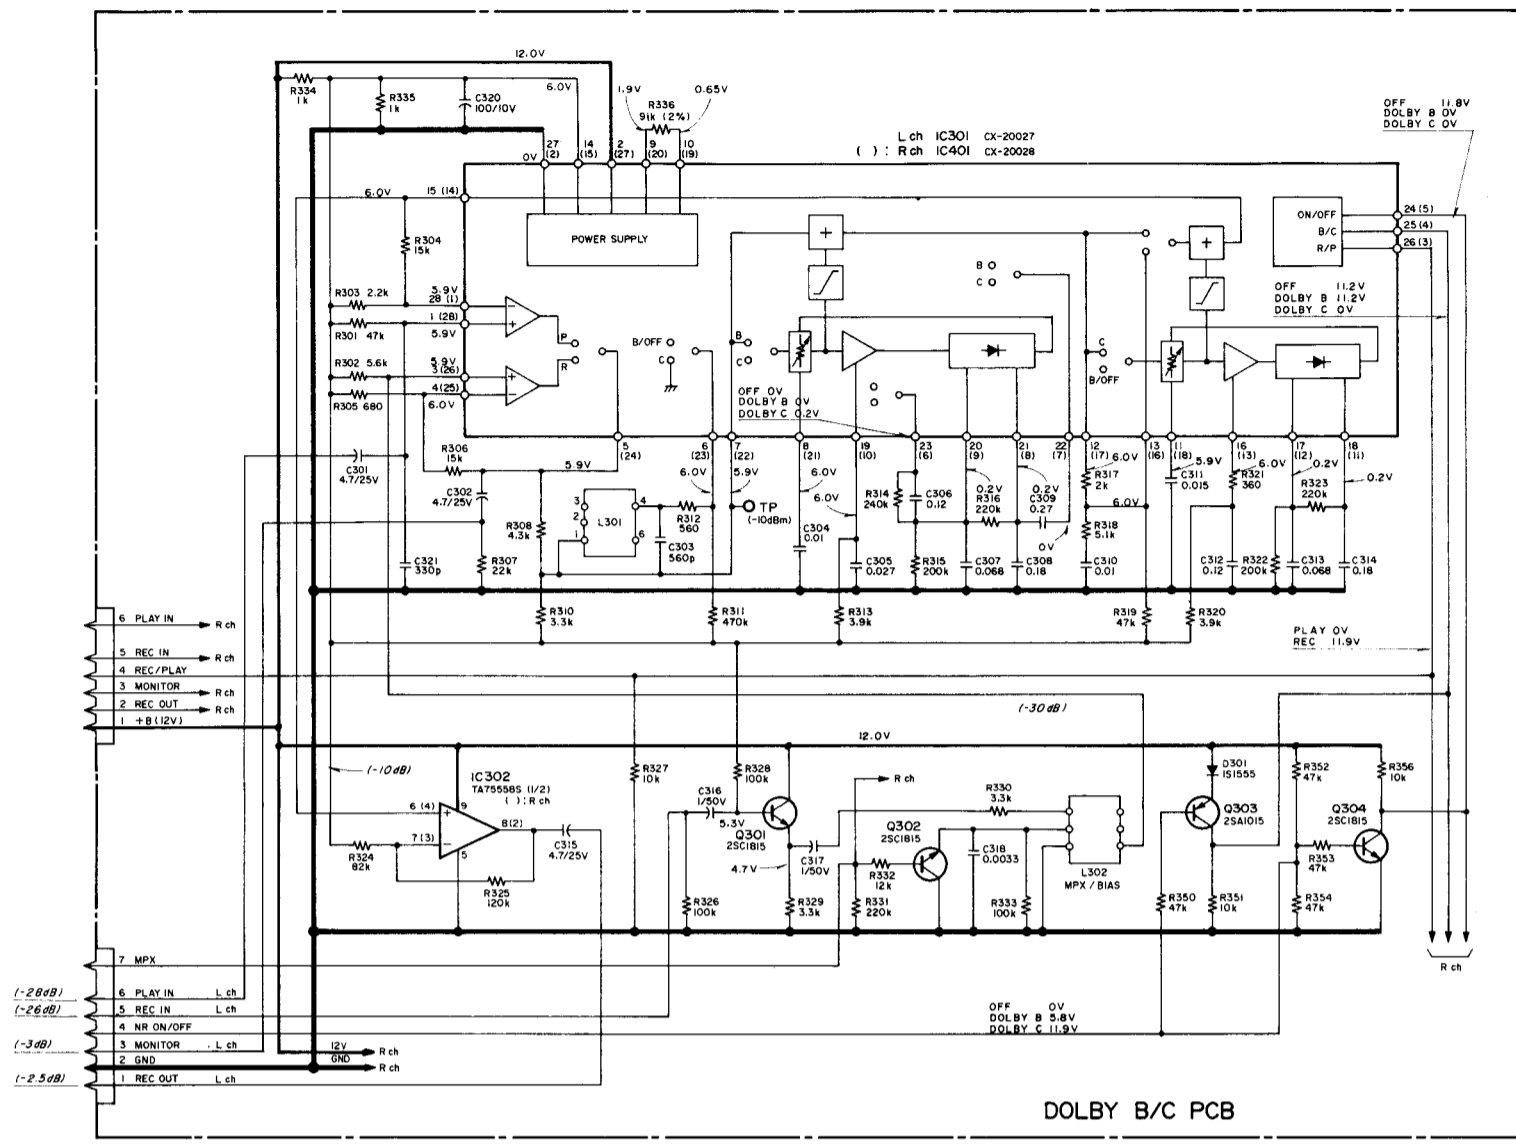 12.0V
R334
1k
R335
1k
C320
100/10V
6.0V
1.9V
R336
91k (2%)
0.65V
OFF 11.8V
DOLBY B 0V
DOLBY C 0V
L ch IC301 CX-20027
( ) : R ch IC401 CX-20028
0V
27
(2)
14
(15)
2
(27)
9
(20)
10
(19)
6.0V
15 (14)
POWER SUPPLY
ON/OFF
B/C
R/P
24 (5)
25 (4)
26 (3)
R304
15k
R303 2.2k
5.9V
28 (1)
1 (28)
5.9V
R301 47k
R302 5.6k
5.9V
3 (26)
4(25)
6.0V
R305 680
P
R
B/OFF
C
B
C
B
C
C
B/OFF
OFF 11.2V
DOLBY B 11.2V
DOLBY C 0V
OFF 0V
DOLBY B 0V
DOLBY C 0.2V
R306
15k
5.9V
5
(24)
6
(23)
7
(22)
8
(21)
19
(10)
23
(6)
20
(9)
21
(8)
22
(7)
12
(17)
13
(16)
11
(18)
16
(13)
17
(12)
18
(11)
C301
4.7/25V
C302
4.7/25V
6.0V
5.9V
6.0V
6.0V
0.2V
0.2V
6.0V
5.9V
6.0V
0.2V
0.2V
R317
2k
C311
0.015
R321
360
R323
220k
R308
4.3k
3
2
1
4
6
L301
R312
560
C303
560p
TP
(-10dBm)
C304
0.01
R314
240k
C306
0.12
R316
220k
C309
0.27
0V
6.0V
R318
5.1k
C321
330p
R307
22k
C305
0.027
R315
200k
C307
0.068
C308
0.18
C310
0.01
C312
0.12
R322
200k
C313
0.068
C314
0.18
R310
3.3k
R311
470k
R313
3.9k
R319
47k
R320
3.9k
PLAY 0V
REC 11.9V
6 PLAY IN R ch
5 REC IN R ch
4 REC/PLAY
3 MONITOR R ch
2 REC OUT R ch
1 +B (12V)
(-30dB)
12.0V
(-10dB)
IC302
TA75558S (1/2)
( ) : R ch
6 (4)
9
7 (3)
5
8(2)
C315
4.7/25V
R324
82k
R325
120k
R327
10k
R328
100k
C316
1/50V
5.3V
Q301
2SC1815
4.7V
R326
100k
C317
1/50V
R329
3.3k
R ch
R332
12k
R331
220k
Q302
2SC1815
R330
3.3k
C318
0.0033
R333
100k
L302
MPX / BIAS
D301
1S1555
Q303
2SA1015
R350
47k
R351
10k
R352
47k
R353
47k
R354
47k
R356
10k
Q304
2SC1815
R ch
7 MPX
(-28dB) 6 PLAY IN L ch
(-26dB) 5 REC IN L ch
4 NR ON/OFF
(-3dB) 3 MONITOR L ch
2 GND
(-2.5dB) 1 REC OUT L ch
12V R ch
GND R ch
OFF 0V
DOLBY B 5.8V
DOLBY C 11.9V
DOLBY B/C PCB